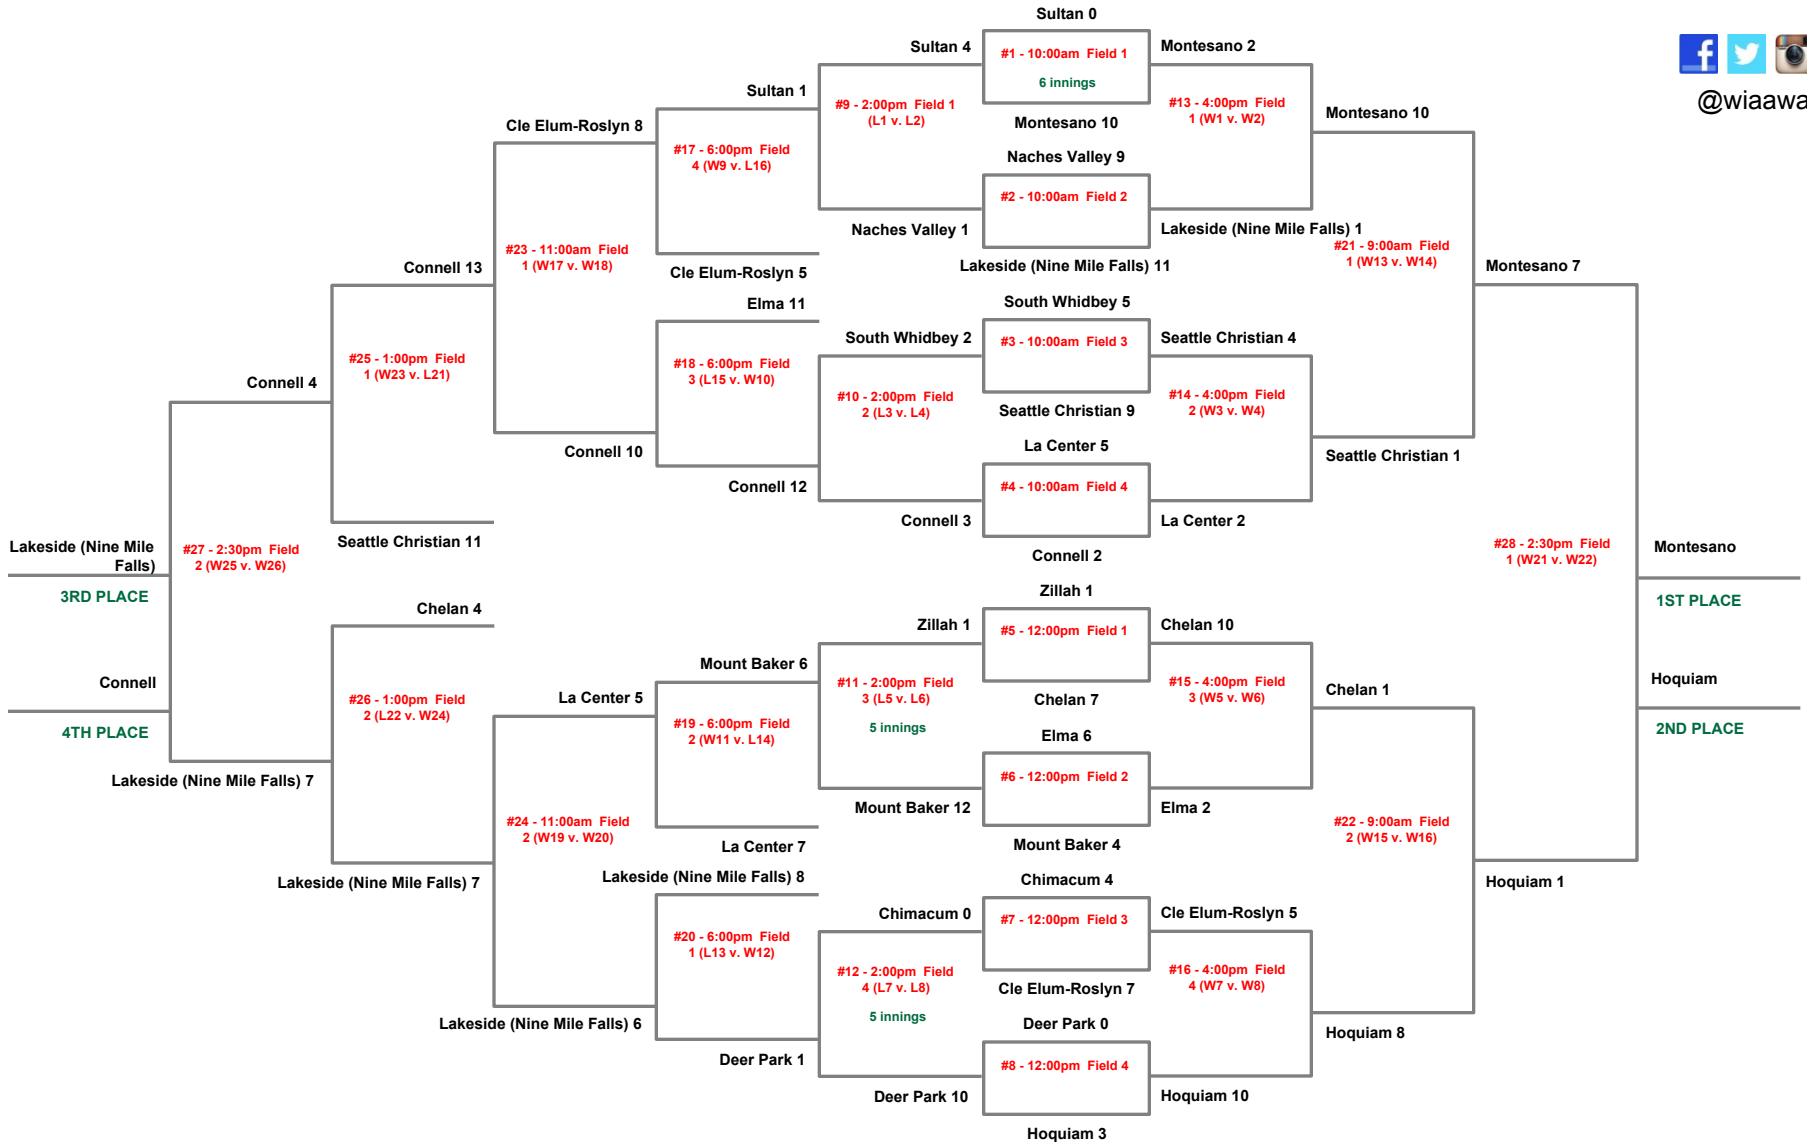 Sultan 0
Sultan 4
#1 - 10:00am Field 1
Montesano 2
6 innings
Sultan 1
#9 - 2:00pm Field 1
(L1 v. L2)
#13 - 4:00pm Field
1 (W1 v. W2)
@wiaawa
Cle Elum-Roslyn 8
Montesano 10
Montesano 10
#17 - 6:00pm Field
4 (W9 v. L16)
Naches Valley 9
#2 - 10:00am Field 2
Naches Valley 1
Lakeside (Nine Mile Falls) 1
#23 - 11:00am Field
1 (W17 v. W18)
#21 - 9:00am Field
1 (W13 v. W14)
Connell 13
Cle Elum-Roslyn 5
Lakeside (Nine Mile Falls) 11
Montesano 7
Elma 11
South Whidbey 5
South Whidbey 2
#3 - 10:00am Field 3
Seattle Christian 4
#25 - 1:00pm Field
1 (W23 v. L21)
#18 - 6:00pm Field
3 (L15 v. W10)
Connell 4
#10 - 2:00pm Field
2 (L3 v. L4)
#14 - 4:00pm Field
2 (W3 v. W4)
Seattle Christian 9
La Center 5
Connell 10
Seattle Christian 1
Connell 12
#4 - 10:00am Field 4
Connell 3
La Center 2
Seattle Christian 11
Connell 2
Lakeside (Nine Mile
Falls)
#27 - 2:30pm Field
2 (W25 v. W26)
#28 - 2:30pm Field
1 (W21 v. W22)
Montesano
3RD PLACE
1ST PLACE
Zillah 1
Chelan 4
Zillah 1
#5 - 12:00pm Field 1
Chelan 10
Mount Baker 6
Connell
#11 - 2:00pm Field
3 (L5 v. L6)
#15 - 4:00pm Field
3 (W5 v. W6)
Hoquiam
#26 - 1:00pm Field
2 (L22 v. W24)
La Center 5
Chelan 7
Chelan 1
4TH PLACE
#19 - 6:00pm Field
2 (W11 v. L14)
5 innings
2ND PLACE
Elma 6
Lakeside (Nine Mile Falls) 7
#6 - 12:00pm Field 2
Mount Baker 12
Elma 2
#24 - 11:00am Field
2 (W19 v. W20)
#22 - 9:00am Field
2 (W15 v. W16)
La Center 7
Mount Baker 4
Lakeside (Nine Mile Falls) 7
Lakeside (Nine Mile Falls) 8
Chimacum 4
Hoquiam 1
Chimacum 0
#7 - 12:00pm Field 3
Cle Elum-Roslyn 5
#20 - 6:00pm Field
1 (L13 v. W12)
#12 - 2:00pm Field
4 (L7 v. L8)
#16 - 4:00pm Field
4 (W7 v. W8)
Cle Elum-Roslyn 7
5 innings
Lakeside (Nine Mile Falls) 6
Deer Park 0
Hoquiam 8
Deer Park 1
#8 - 12:00pm Field 4
Deer Park 10
Hoquiam 10
Hoquiam 3